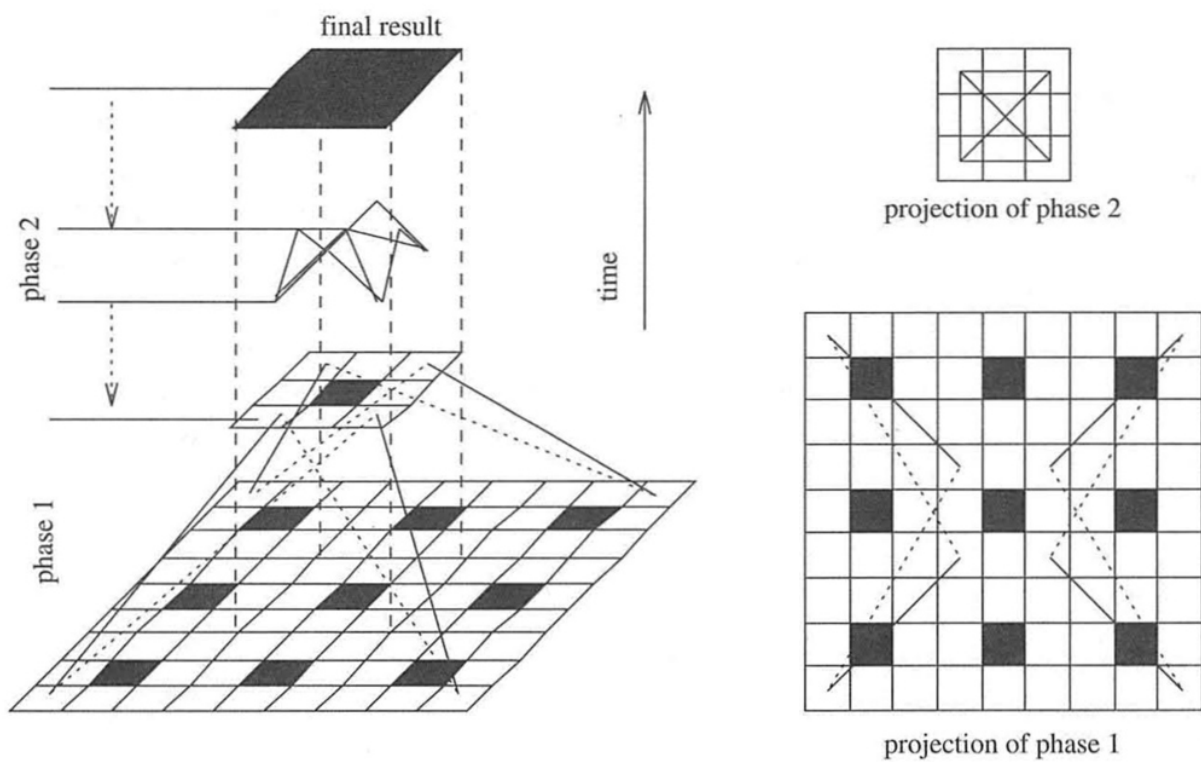 final result
phase 2
time
phase 1
projection of phase 2
projection of phase 1